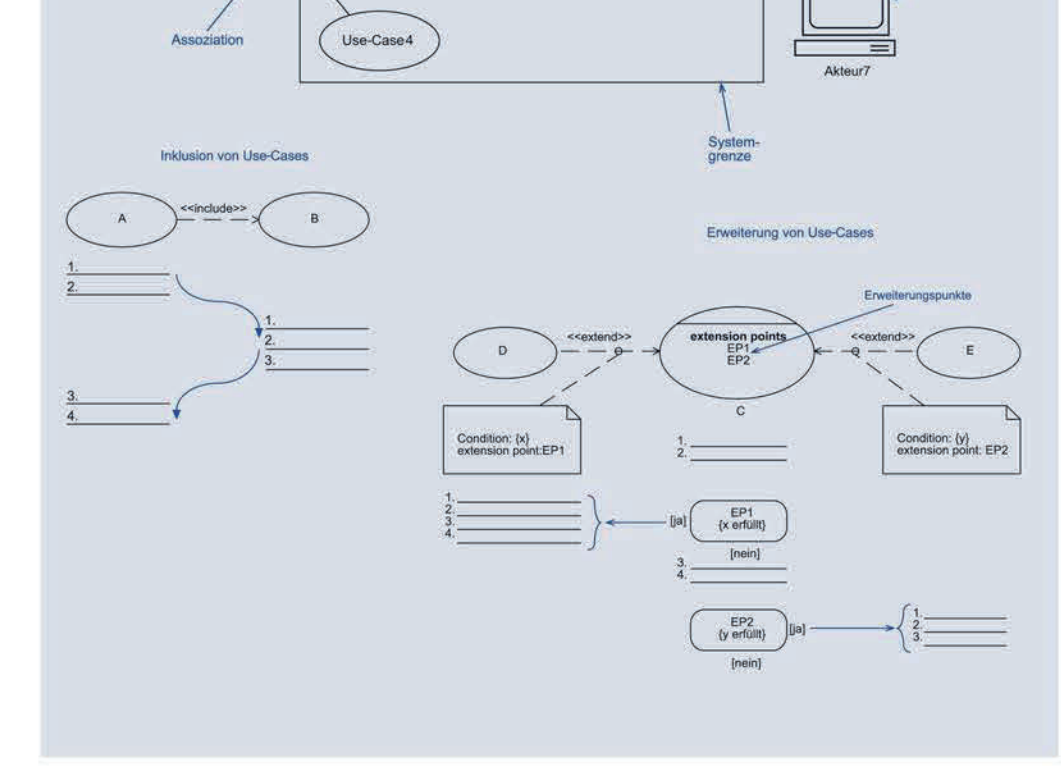 Assoziation
Use-Case4
Akteur7
System-
grenze
Inklusion von Use-Cases
A
<<include>>
B
1.
2.
1.
2.
3.
3.
4.
Erweiterung von Use-Cases
Erweiterungspunkte
D
<<extend>>
extension points
EP1
EP2
<<extend>>
E
C
Condition: {x}
extension point:EP1
Condition: {y}
extension point: EP2
1.
2.
1.
2.
3.
4.
[ja]
EP1
{x erfüllt}
[nein]
3.
4.
EP2
{y erfüllt}
[ja]
[nein]
1.
2.
3.